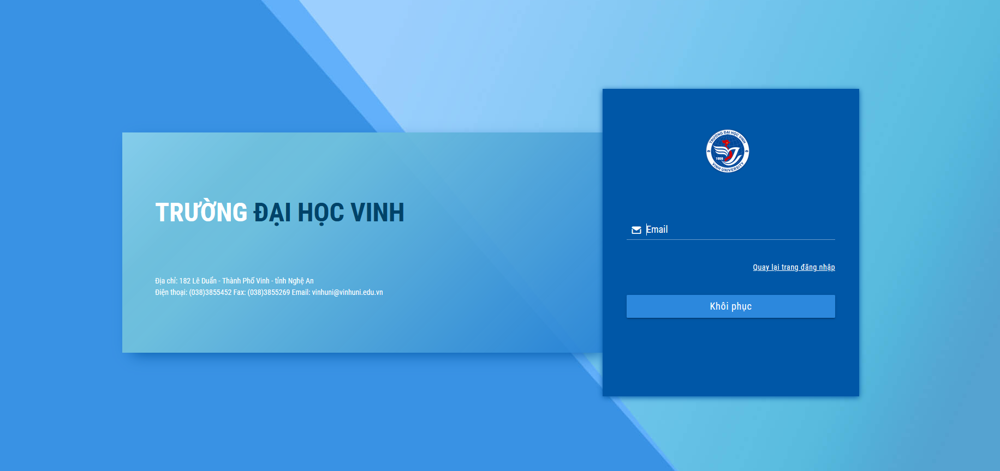 TRƯỜNG ĐẠI HỌC VINH
Địa chỉ: 182 Lê Duẩn - Thành Phố Vinh - tỉnh Nghệ An
Điện thoại: (038)3855452 Fax: (038)3855269 Email: vinhuni@vinhuni.edu.vn
TRƯỜNG ĐẠI HỌC VINH
1959
VINH UNIVERSITY
Email
Quay lại trang đăng nhập
Khôi phục